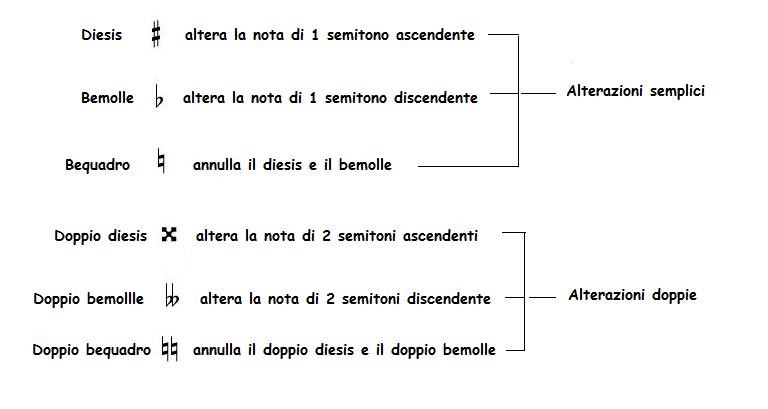 Diesis ♯ altera la nota di 1 semitono ascendente
Bemolle ♭ altera la nota di 1 semitono discendente
Alterazioni semplici
Bequadro ♮ annulla il diesis e il bemolle
Doppio diesis 𝄪 altera la nota di 2 semitoni ascendenti
Doppio bemollle 𝄫 altera la nota di 2 semitoni discendente
Alterazioni doppie
Doppio bequadro ♮♮ annulla il doppio diesis e il doppio bemolle